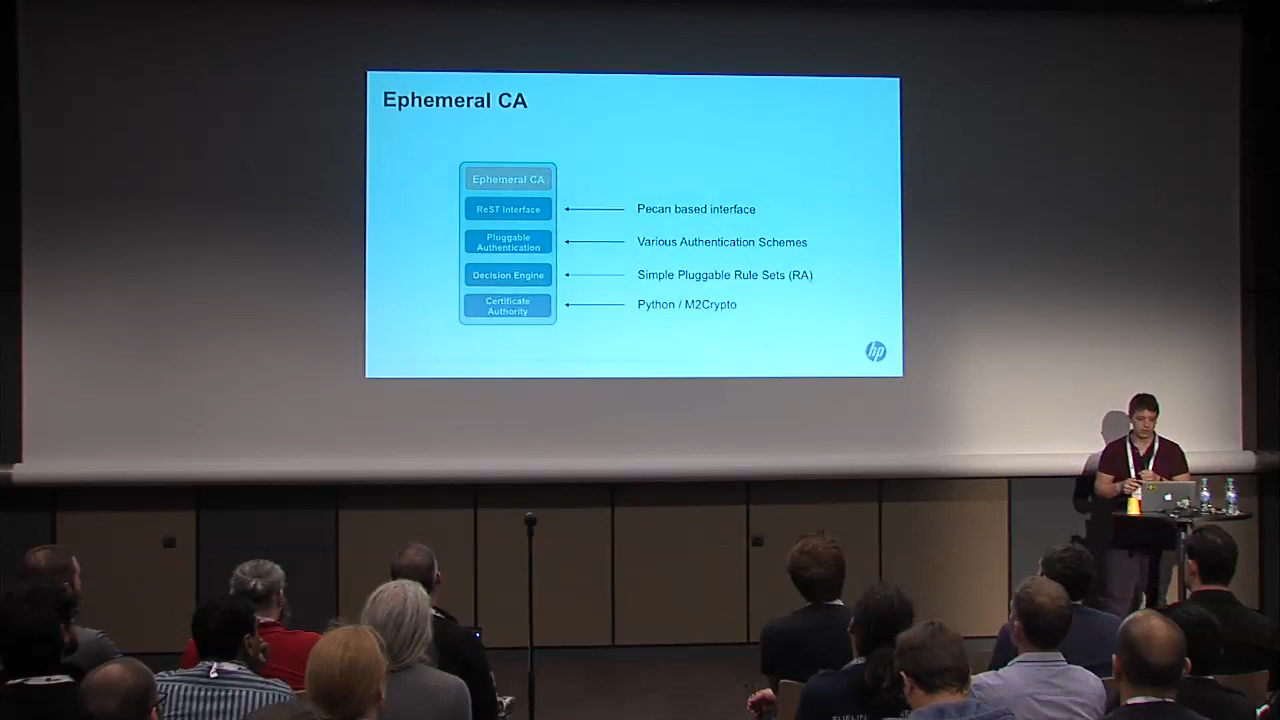 Ephemeral CA
Ephemeral CA
ReST Interface
Pecan based interface
Pluggable
Authentication
Various Authentication Schemes
Decision Engine
Simple Pluggable Rule Sets (RA)
Certificate
Authority
Python / M2Crypto
hp